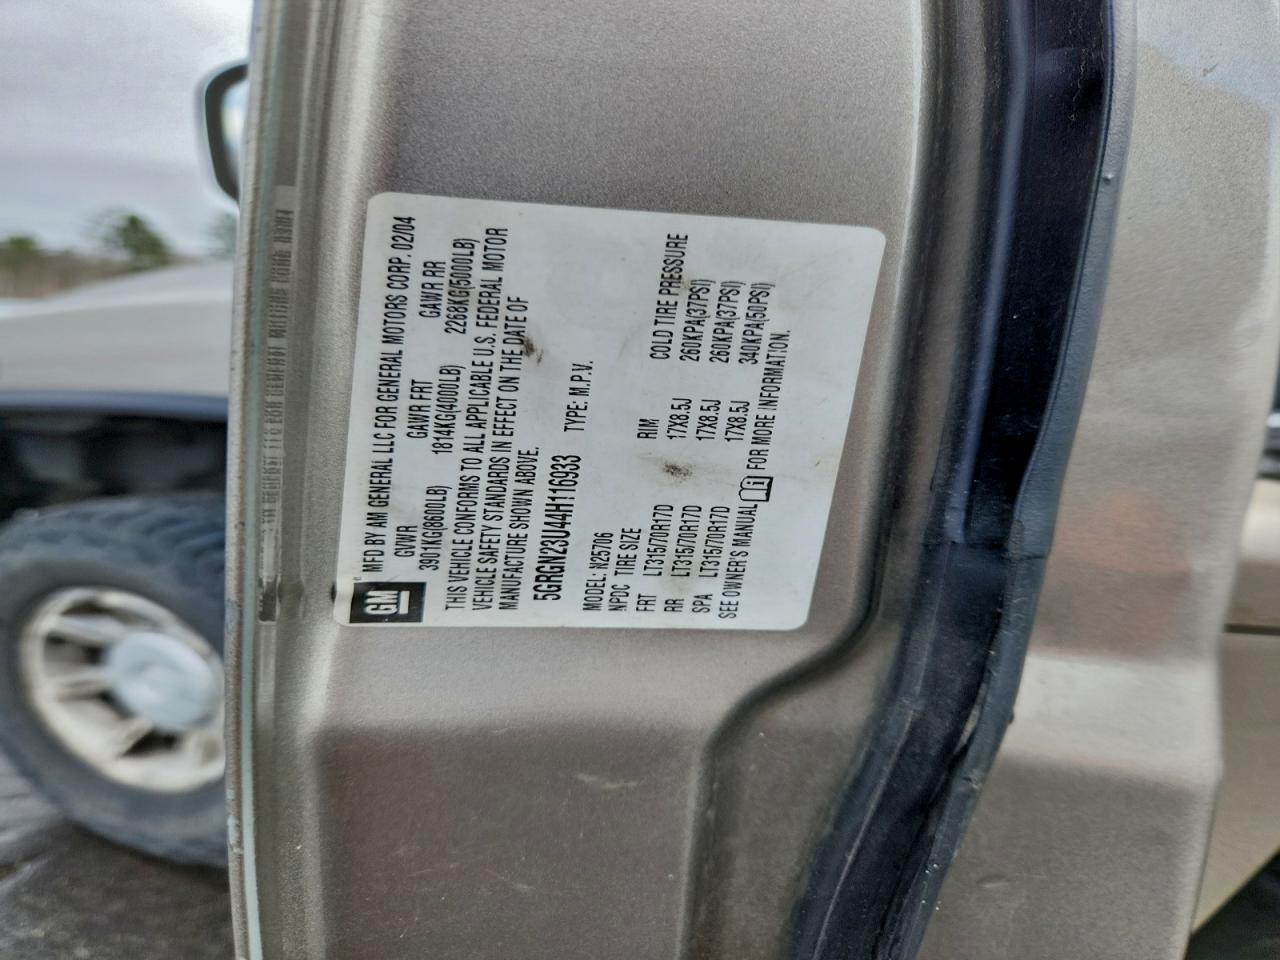 GM
MFD BY AM GENERAL LLC FOR GENERAL MOTORS CORP. 02/04
GVWR GAWR FRT GAWR RR
3901KG(8600LB) 1814KG(4000LB) 2268KG(5000LB)
THIS VEHICLE CONFORMS TO ALL APPLICABLE U.S. FEDERAL MOTOR
VEHICLE SAFETY STANDARDS IN EFFECT ON THE DATE OF
MANUFACTURE SHOWN ABOVE.
5GRGN23U44H116933
TYPE: M.P.V.
MODEL: N25706
NPDC TIRE SIZE RIM COLD TIRE PRESSURE
FRT LT315/70R17D 17X8.5J 260KPA(37PSI)
RR LT315/70R17D 17X8.5J 260KPA(37PSI)
SPA LT315/70R17D 17X8.5J 340KPA(50PSI)
SEE OWNER'S MANUAL FOR MORE INFORMATION.